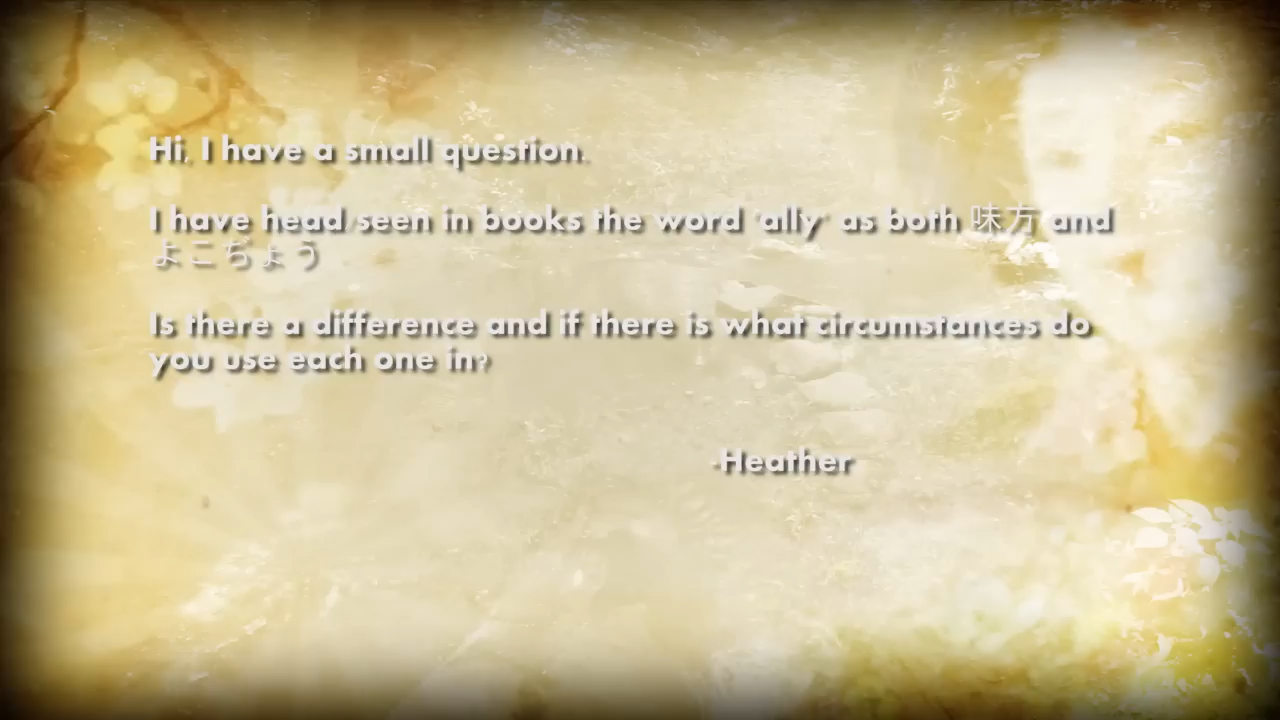 Hi, I have a small question.
I have head/seen in books the word 'ally' as both 味方 and
よこぢょう
Is there a difference and if there is what circumstances do
you use each one in?
-Heather